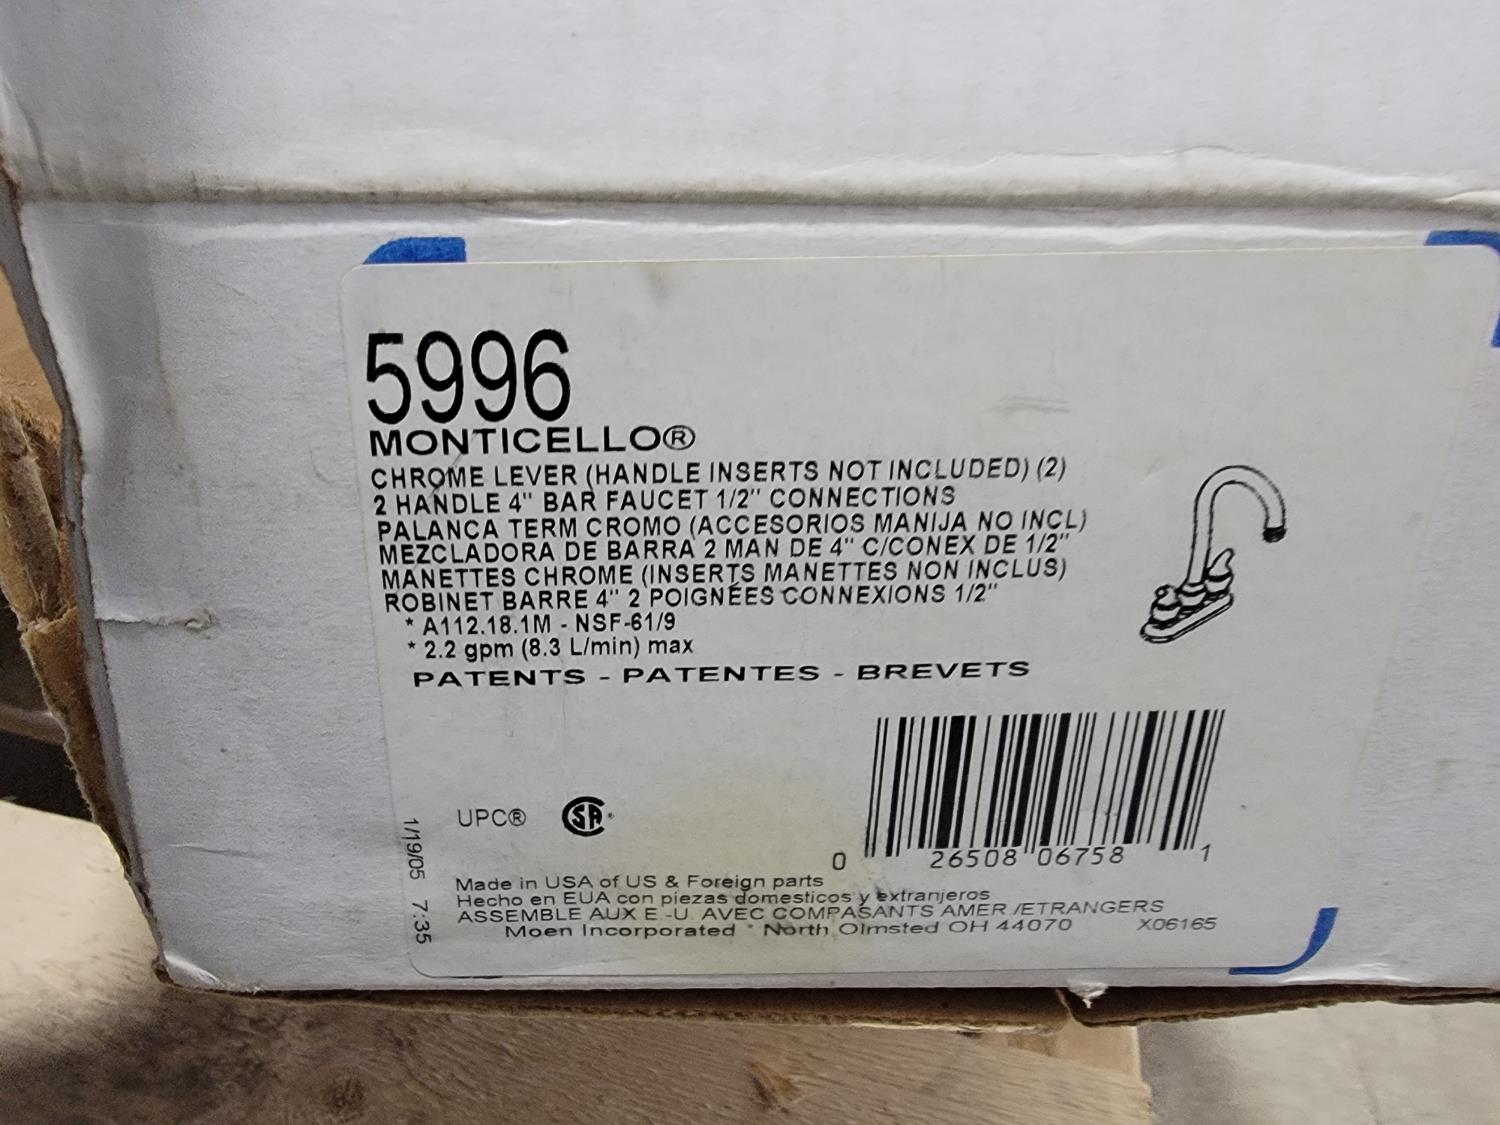 5996
MONTICELLO®
CHROME LEVER (HANDLE INSERTS NOT INCLUDED) (2)
2 HANDLE 4" BAR FAUCET 1/2" CONNECTIONS
PALANCA TERM CROMO (ACCESORIOS MANIJA NO INCL)
MEZCLADORA DE BARRA 2 MAN DE 4" C/CONEX DE 1/2"
MANETTES CHROME (INSERTS MANETTES NON INCLUS)
ROBINET BARRE 4" 2 POIGNÉES CONNEXIONS 1/2"
* A112.18.1M - NSF-61/9
* 2.2 gpm (8.3 L/min) max
PATENTS - PATENTES - BREVETS
UPC® SA®
0 26508 06758 1
1/19/05 7:35
Made in USA of US & Foreign parts
Hecho en EUA con piezas domesticos y extranjeros
ASSEMBLE AUX E.-U. AVEC COMPASANTS AMER./ETRANGERS
Moen Incorporated * North Olmsted OH 44070 X06165